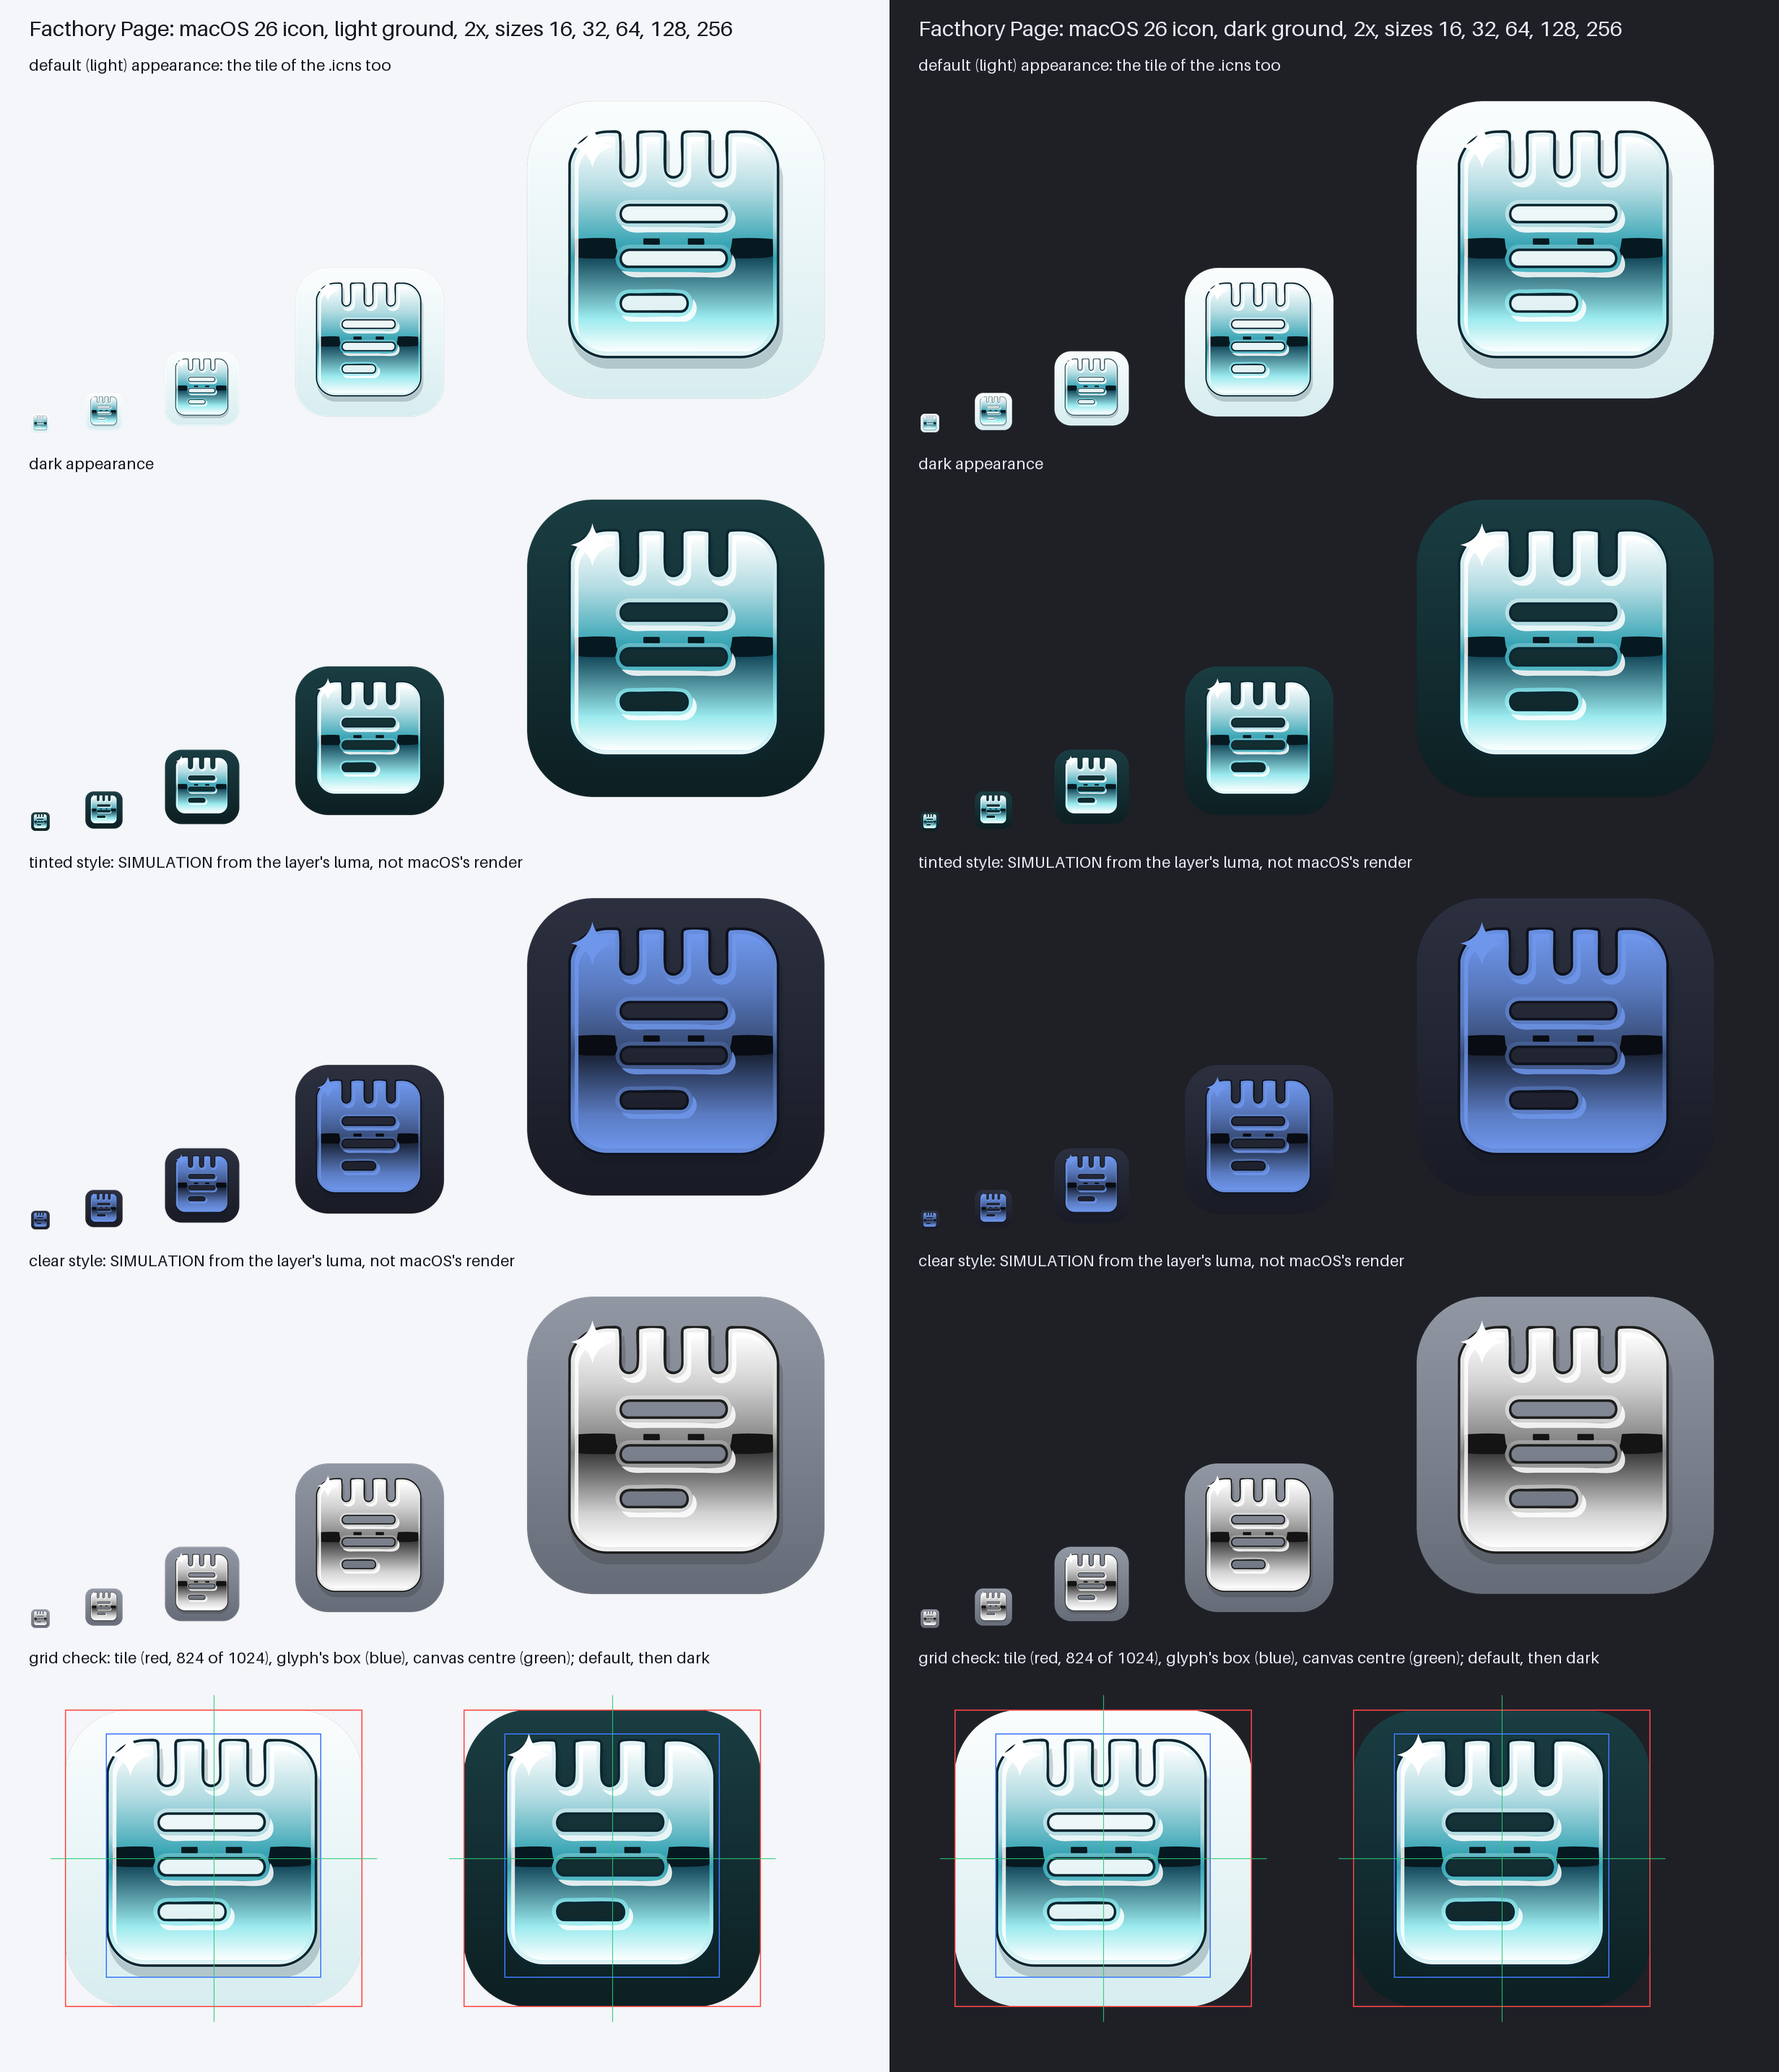 Facthory Page: macOS 26 icon, light ground, 2x, sizes 16, 32, 64, 128, 256
default (light) appearance: the tile of the .icns too
dark appearance
tinted style: SIMULATION from the layer's luma, not macOS's render
clear style: SIMULATION from the layer's luma, not macOS's render
grid check: tile (red, 824 of 1024), glyph's box (blue), canvas centre (green); default, then dark
Facthory Page: macOS 26 icon, dark ground, 2x, sizes 16, 32, 64, 128, 256
default (light) appearance: the tile of the .icns too
dark appearance
tinted style: SIMULATION from the layer's luma, not macOS's render
clear style: SIMULATION from the layer's luma, not macOS's render
grid check: tile (red, 824 of 1024), glyph's box (blue), canvas centre (green); default, then dark